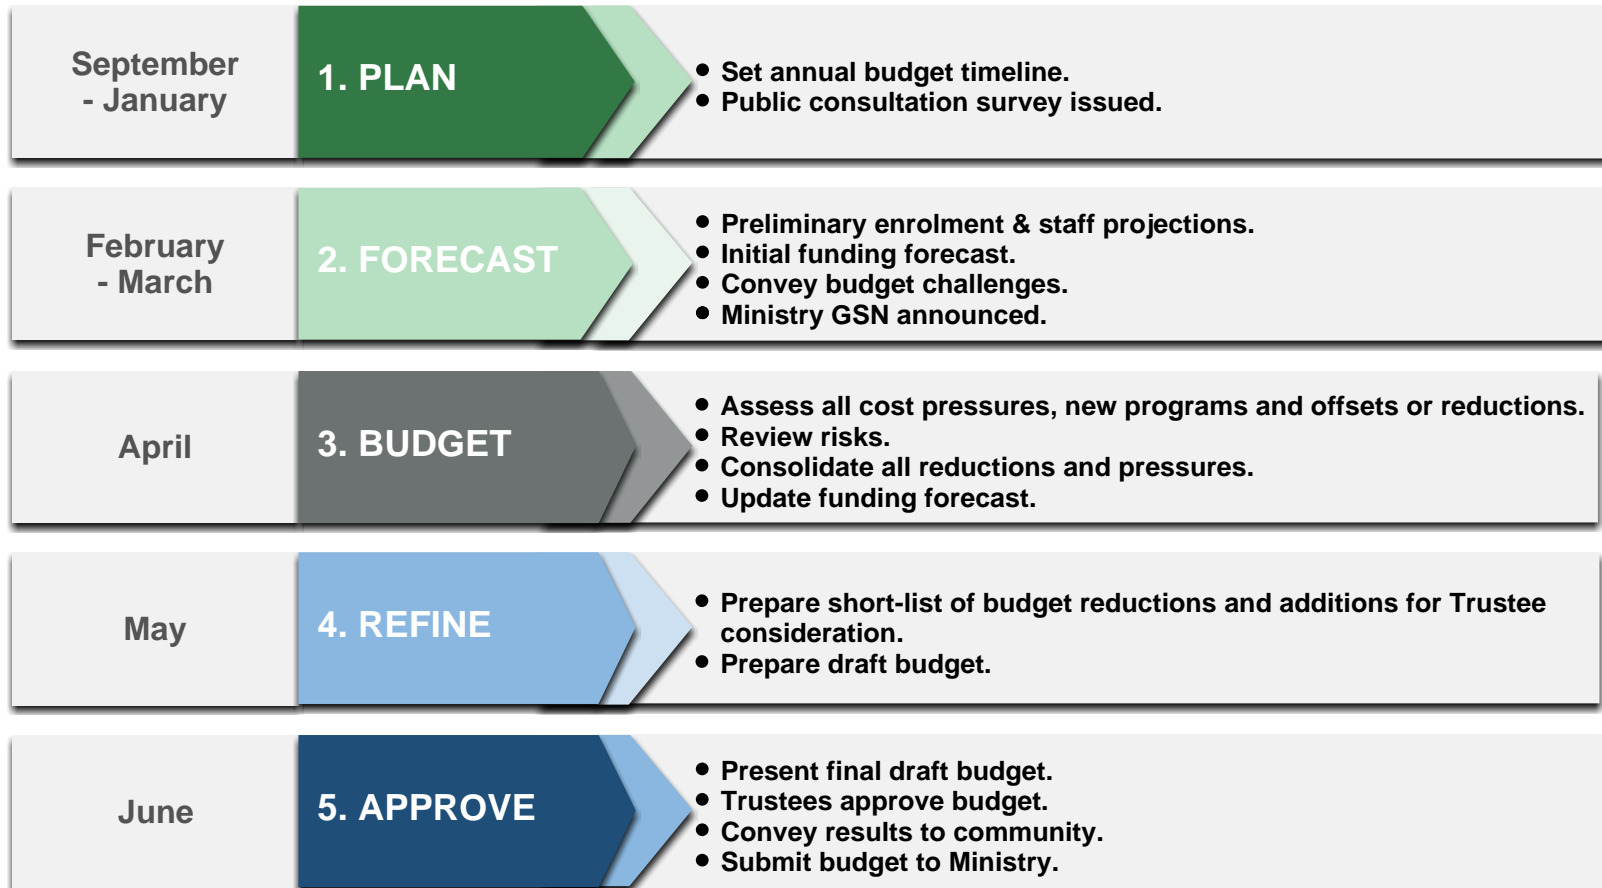 September
- January
1. PLAN
● Set annual budget timeline.
● Public consultation survey issued.
February
- March
2. FORECAST
● Preliminary enrolment & staff projections.
● Initial funding forecast.
● Convey budget challenges.
● Ministry GSN announced.
April
3. BUDGET
● Assess all cost pressures, new programs and offsets or reductions.
● Review risks.
● Consolidate all reductions and pressures.
● Update funding forecast.
May
4. REFINE
● Prepare short-list of budget reductions and additions for Trustee
consideration.
● Prepare draft budget.
June
5. APPROVE
● Present final draft budget.
● Trustees approve budget.
● Convey results to community.
● Submit budget to Ministry.